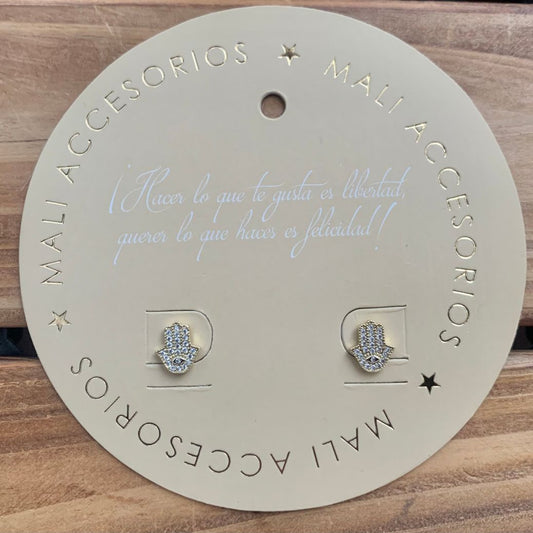 MALI ACCESORIOS
MALI ACCESORIOS
MALI ACCESORIOS
¡Hacer lo que te gusta es libertad,
querer lo que haces es felicidad!